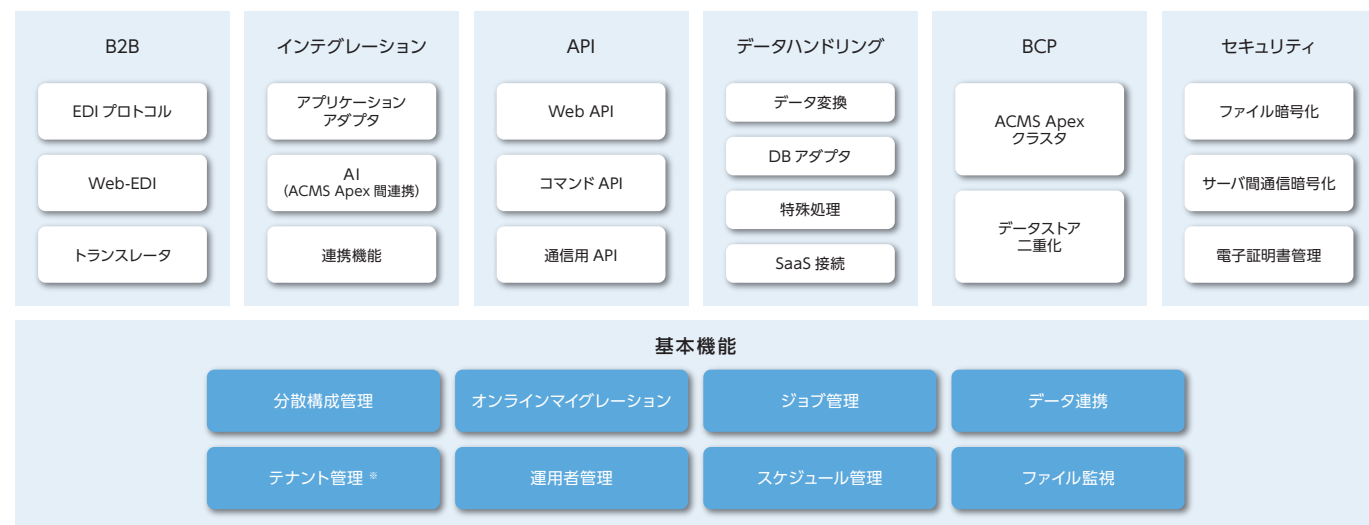 B2B
EDI プロトコル
Web-EDI
トランスレータ
インテグレーション
アプリケーション
アダプタ
AI
(ACMS Apex 間連携)
連携機能
API
Web API
コマンド API
通信用 API
データハンドリング
データ変換
DB アダプタ
特殊処理
SaaS 接続
BCP
ACMS Apex
クラスタ
データストア
二重化
セキュリティ
ファイル暗号化
サーバ間通信暗号化
電子証明書管理
基本機能
分散構成管理
オンラインマイグレーション
ジョブ管理
データ連携
テナント管理 ※
運用者管理
スケジュール管理
ファイル監視